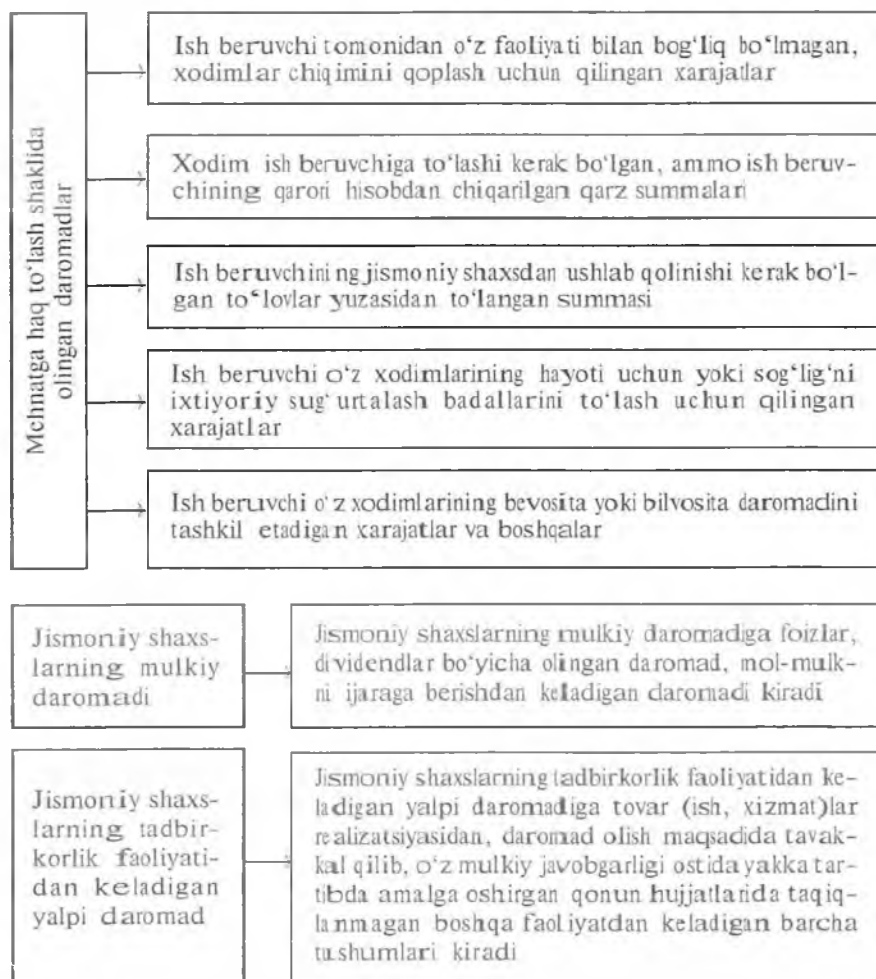 Mehnatga haq to‘lash shaklida
olingan daromadlar
Ish beruvchi tomonidan o‘z faoliyati bilan bog‘liq bo‘lmagan,
xodimlar chiqimini qoplash uchun qilingan xarajatlar
Xodim ish beruvchiga to‘lashi kerak bo‘lgan, ammo ish beruv-
chining qarori hisobdan chiqarilgan qarz summalari
Ish beruvchining jismoniy shaxsdan ushlab qolinishi kerak bo‘l-
gan to‘lovlar yuzasidan to‘langan summasi
Ish beruvchi o‘z xodimlarining hayoti uchun yoki sog‘lig‘ni
ixtiyoriy sug‘urtalash badallarini to‘lash uchun qilingan
xarajatlar
Ish beruvchi o‘z xodimlarining bevosita yoki bilvosita daromadini
tashkil etadigan xarajatlar va boshqalar
Jismoniy shaxs-
larning mulkiy
daromadi
Jismoniy shaxslarning mulkiy daromadiga foizlar,
dividendlar bo‘yicha olingan daromad, mol-mulk-
ni ijaraga berishdan keladigan daromadi kiradi
Jismoniy shaxs-
larning tadbir-
korlik faoliyati-
dan keladigan
yalpi daromad
Jismoniy shaxslarning tadbirkorlik faoliyatidan ke-
ladigan yalpi daromadiga tovar (ish, xizmat)lar
realizatsiyasidan, daromad olish maqsadida tavak-
kal qilib, o‘z mulkiy javobgarligi ostida yakka tar-
tibda amalga oshirgan qonun hujjatlarida taqiq-
lanmagan boshqa faoliyatdan keladigan barcha
tushumlari kiradi